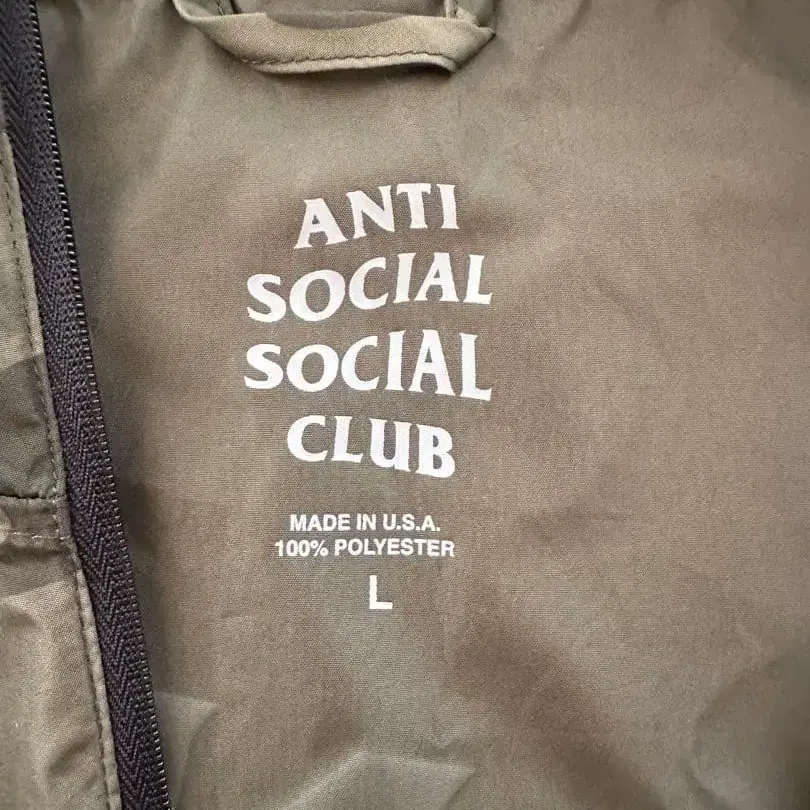 ANTI
SOCIAL
SOCIAL
CLUB
MADE IN U.S.A.
100% POLYESTER
L